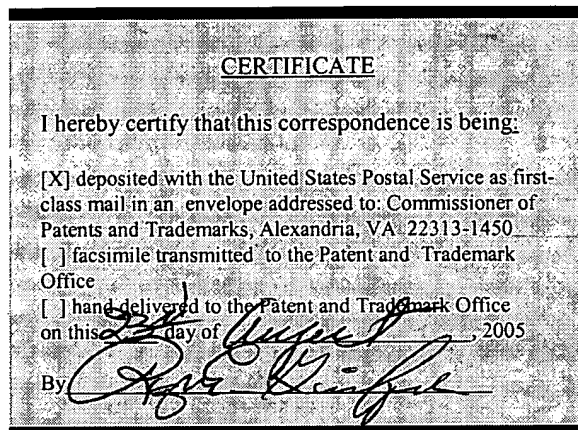 CERTIFICATE
I hereby certify that this correspondence is being:
[X] deposited with the United States Postal Service as first-
class mail in an envelope addressed to: Commissioner of
Patents and Trademarks, Alexandria, VA 22313-1450
[ ] facsimile transmitted to the Patent and Trademark
Office
[ ] hand delivered to the Patent and Trademark Office
on this day of August, 2005
By